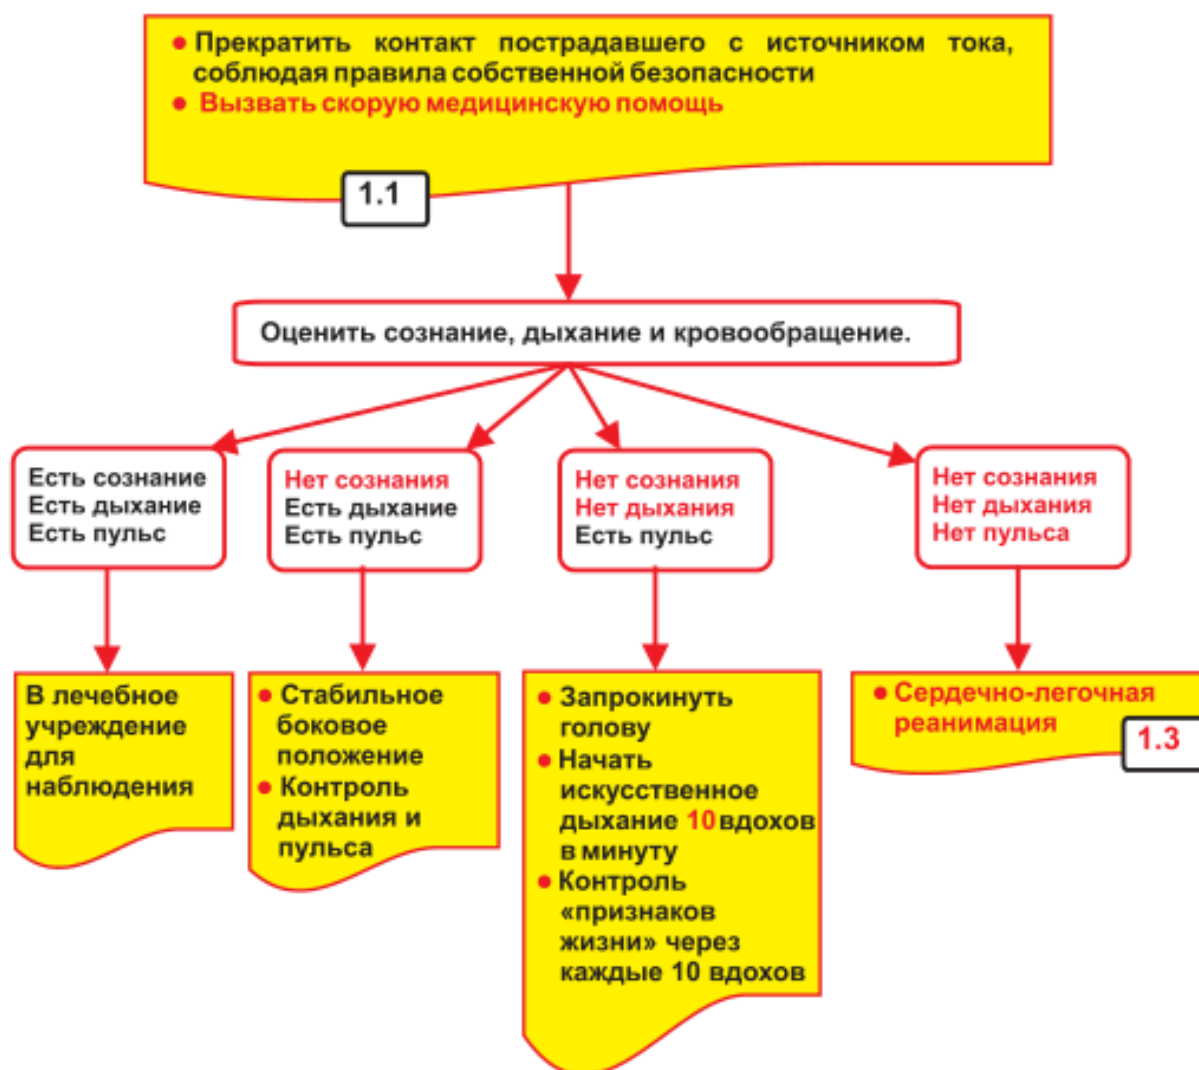 ● Прекратить контакт пострадавшего с источником тока,
соблюдая правила собственной безопасности
● Вызвать скорую медицинскую помощь
1.1
Оценить сознание, дыхание и кровообращение.
Есть сознание
Есть дыхание
Есть пульс
Нет сознания
Есть дыхание
Есть пульс
Нет сознания
Нет дыхания
Есть пульс
Нет сознания
Нет дыхания
Нет пульса
В лечебное
учреждение
для
наблюдения
● Стабильное
боковое
положение
● Контроль
дыхания и
пульса
● Запрокинуть
голову
● Начать
искусственное
дыхание 10 вдохов
в минуту
● Контроль
«признаков
жизни» через
каждые 10 вдохов
● Сердечно-легочная
реанимация
1.3